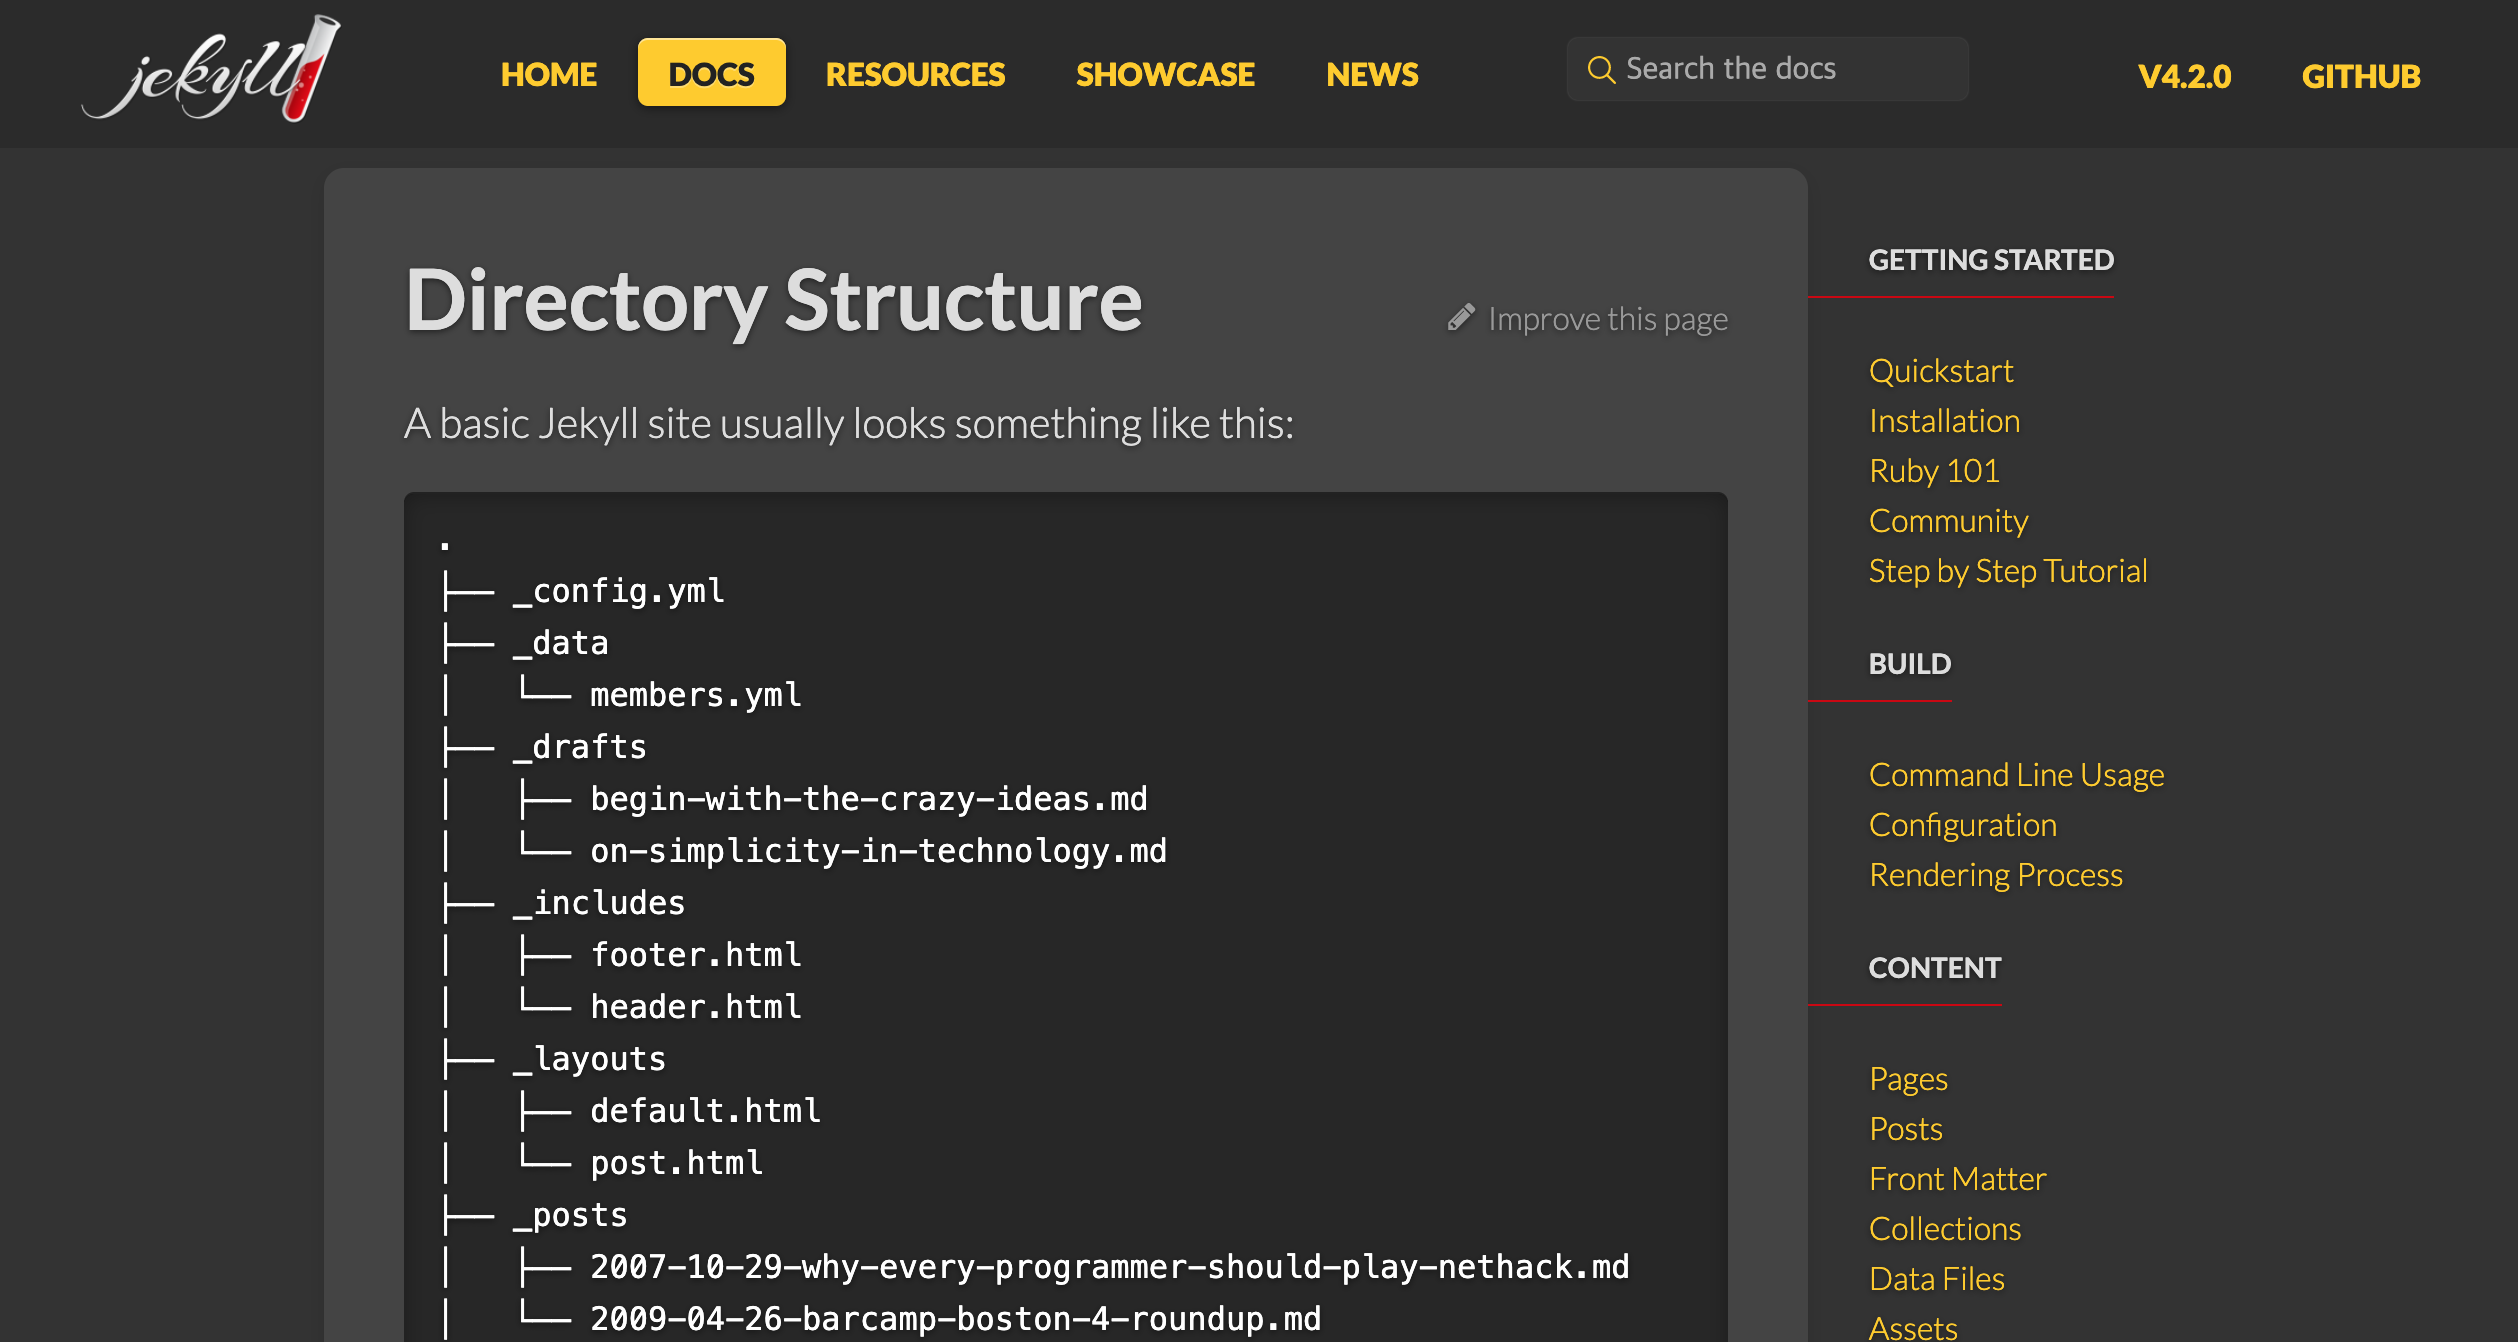 jekyll
HOME DOCS RESOURCES SHOWCASE NEWS Search the docs V4.2.0 GITHUB
Directory Structure
Improve this page
A basic Jekyll site usually looks something like this:
.
├── _config.yml
├── _data
│   └── members.yml
├── _drafts
│   ├── begin-with-the-crazy-ideas.md
│   └── on-simplicity-in-technology.md
├── _includes
│   ├── footer.html
│   └── header.html
├── _layouts
│   ├── default.html
│   └── post.html
├── _posts
│   ├── 2007-10-29-why-every-programmer-should-play-nethack.md
│   └── 2009-04-26-barcamp-boston-4-roundup.md
GETTING STARTED
Quickstart
Installation
Ruby 101
Community
Step by Step Tutorial
BUILD
Command Line Usage
Configuration
Rendering Process
CONTENT
Pages
Posts
Front Matter
Collections
Data Files
Assets